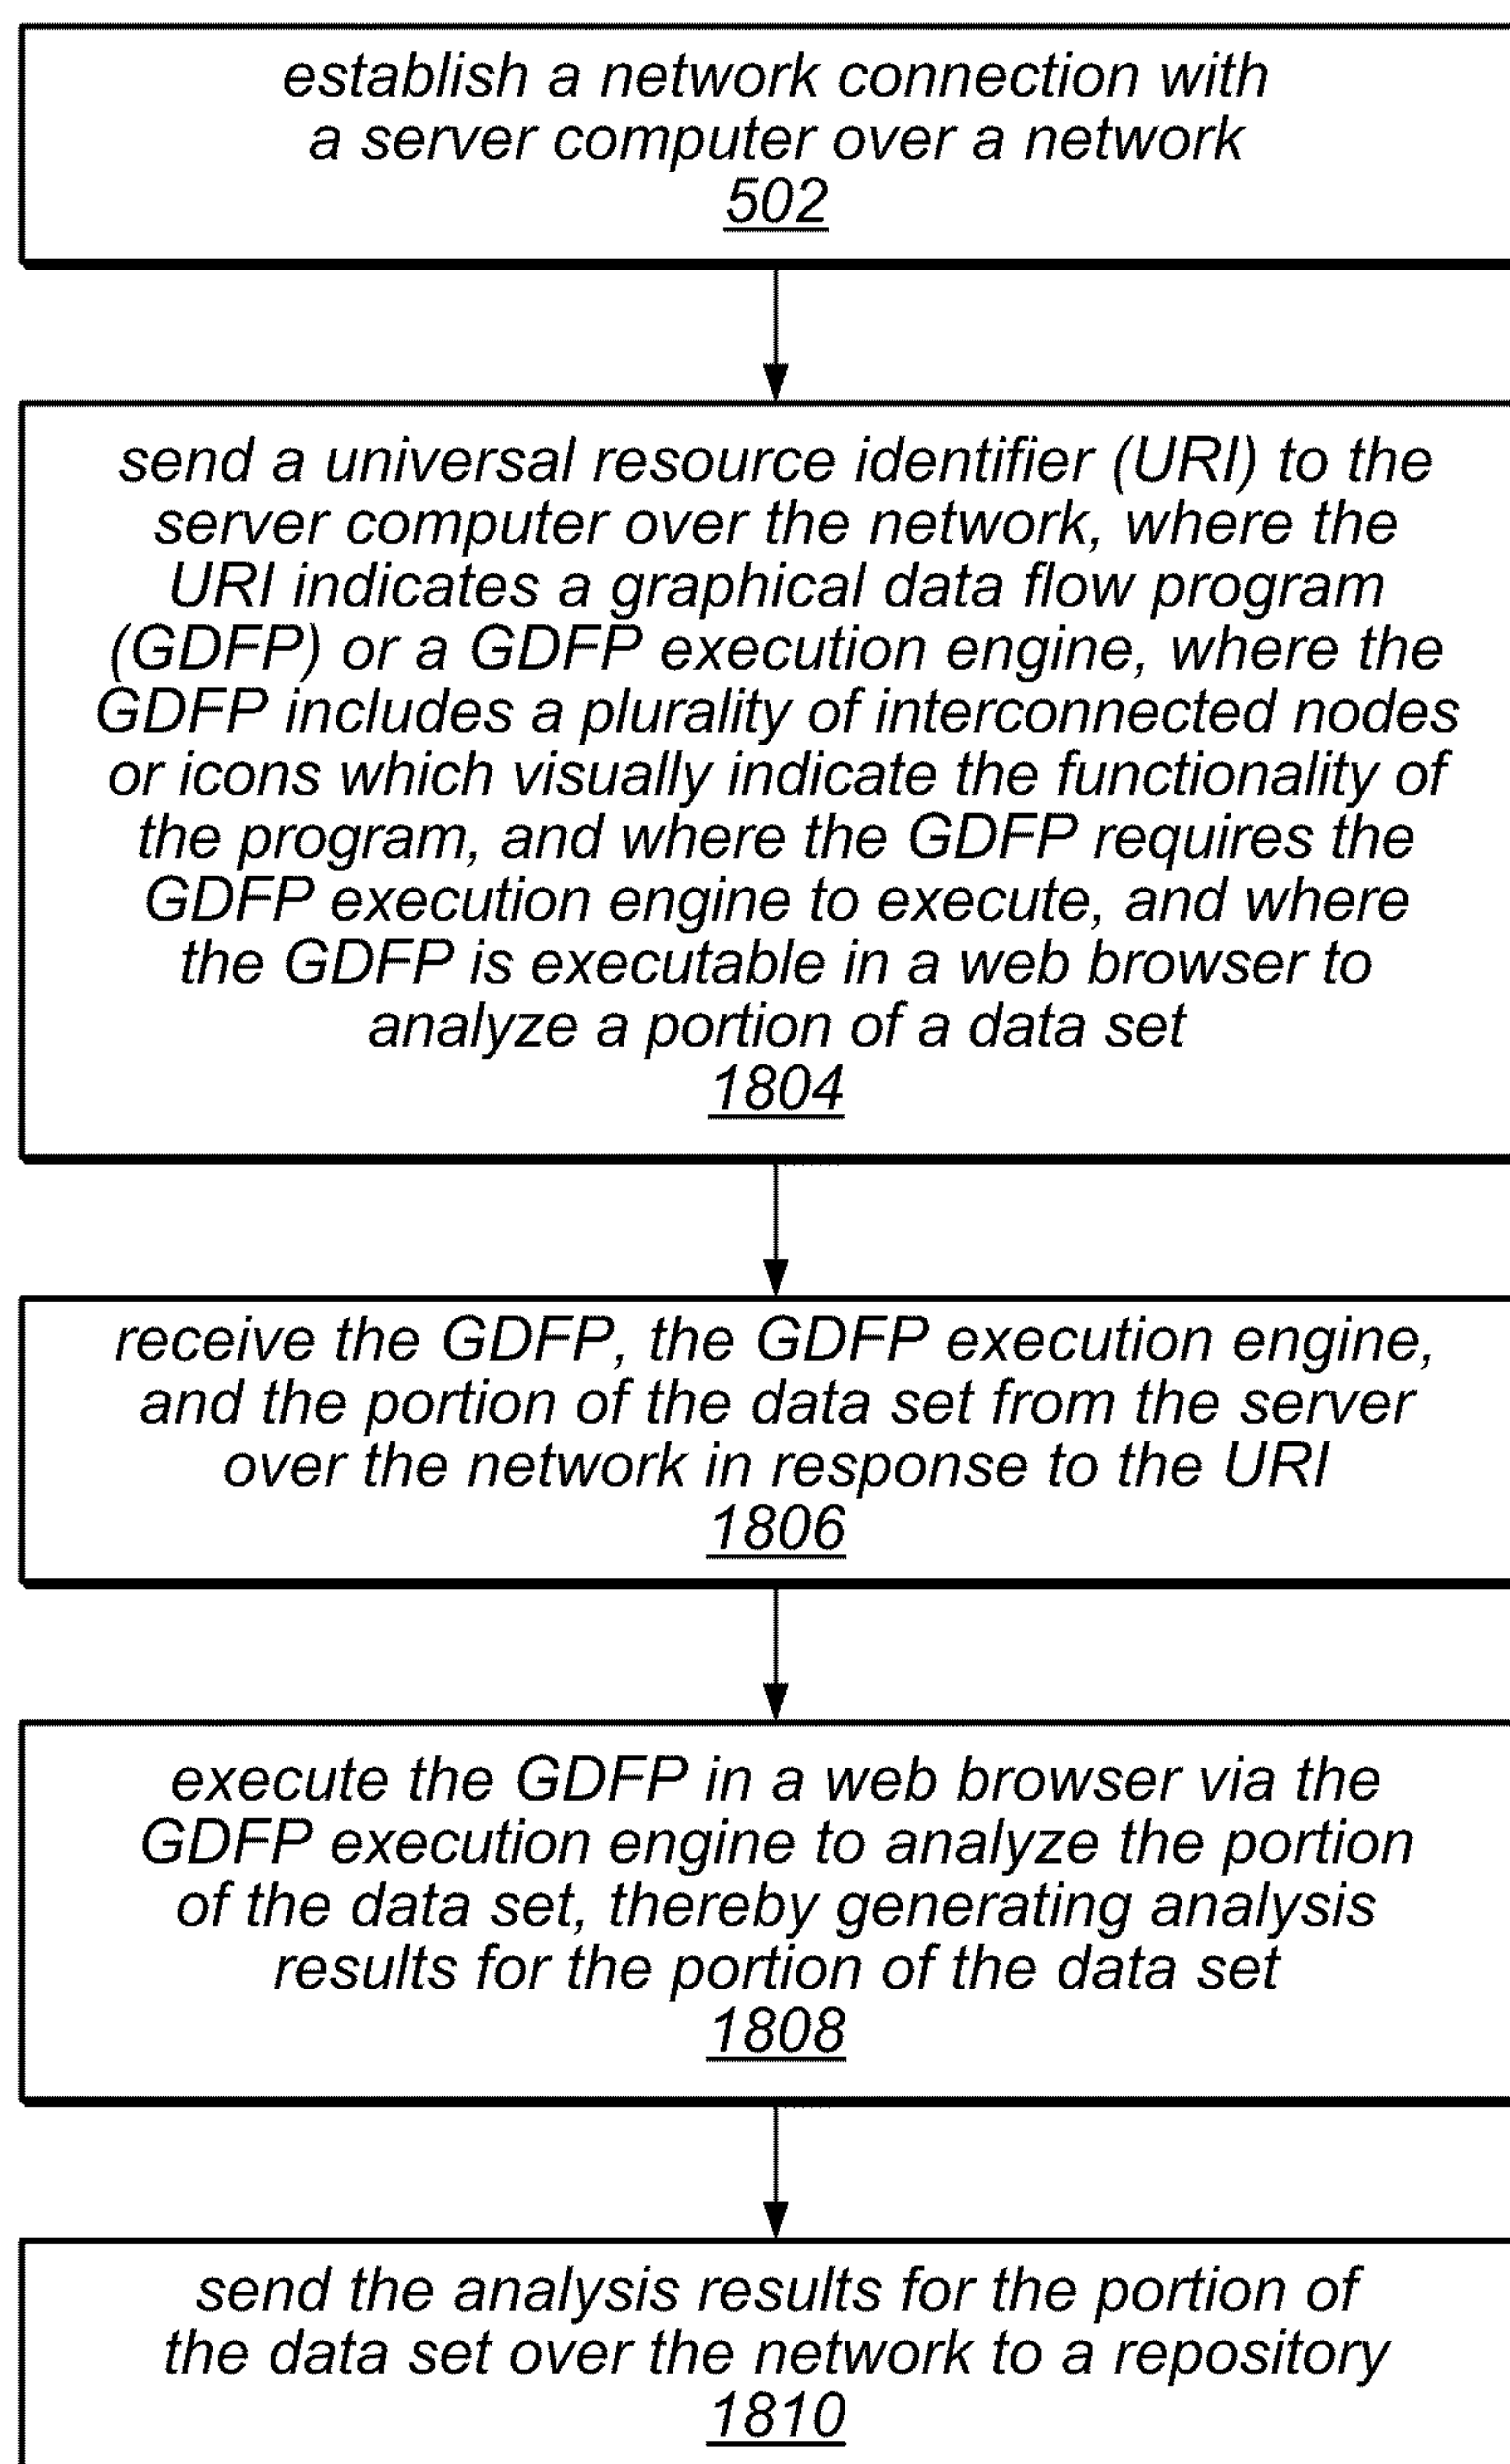 establish a network connection with
a server computer over a network
502
send a universal resource identifier (URI) to the
server computer over the network, where the
URI indicates a graphical data flow program
(GDFP) or a GDFP execution engine, where the
GDFP includes a plurality of interconnected nodes
or icons which visually indicate the functionality of
the program, and where the GDFP requires the
GDFP execution engine to execute, and where
the GDFP is executable in a web browser to
analyze a portion of a data set
1804
receive the GDFP, the GDFP execution engine,
and the portion of the data set from the server
over the network in response to the URI
1806
execute the GDFP in a web browser via the
GDFP execution engine to analyze the portion
of the data set, thereby generating analysis
results for the portion of the data set
1808
send the analysis results for the portion of
the data set over the network to a repository
1810